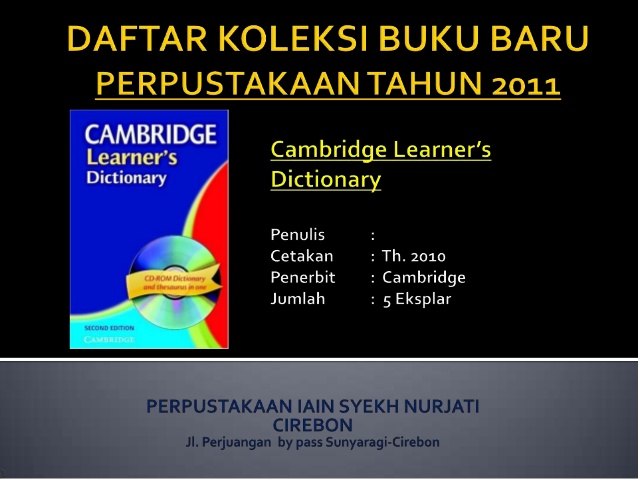 DAFTAR KOLEKSI BUKU BARU
PERPUSTAKAAN TAHUN 2011
CAMBRIDGE
Learner's
Dictionary
CD-ROM Dictionary
and thesaurus in one
SECOND EDITION
CAMBRIDGE
Cambridge Learner's
Dictionary
Penulis :
Cetakan : Th. 2010
Penerbit : Cambridge
Jumlah : 5 Eksplar
PERPUSTAKAAN IAIN SYEKH NURJATI
CIREBON
Jl. Perjuangan by pass Sunyaragi-Cirebon